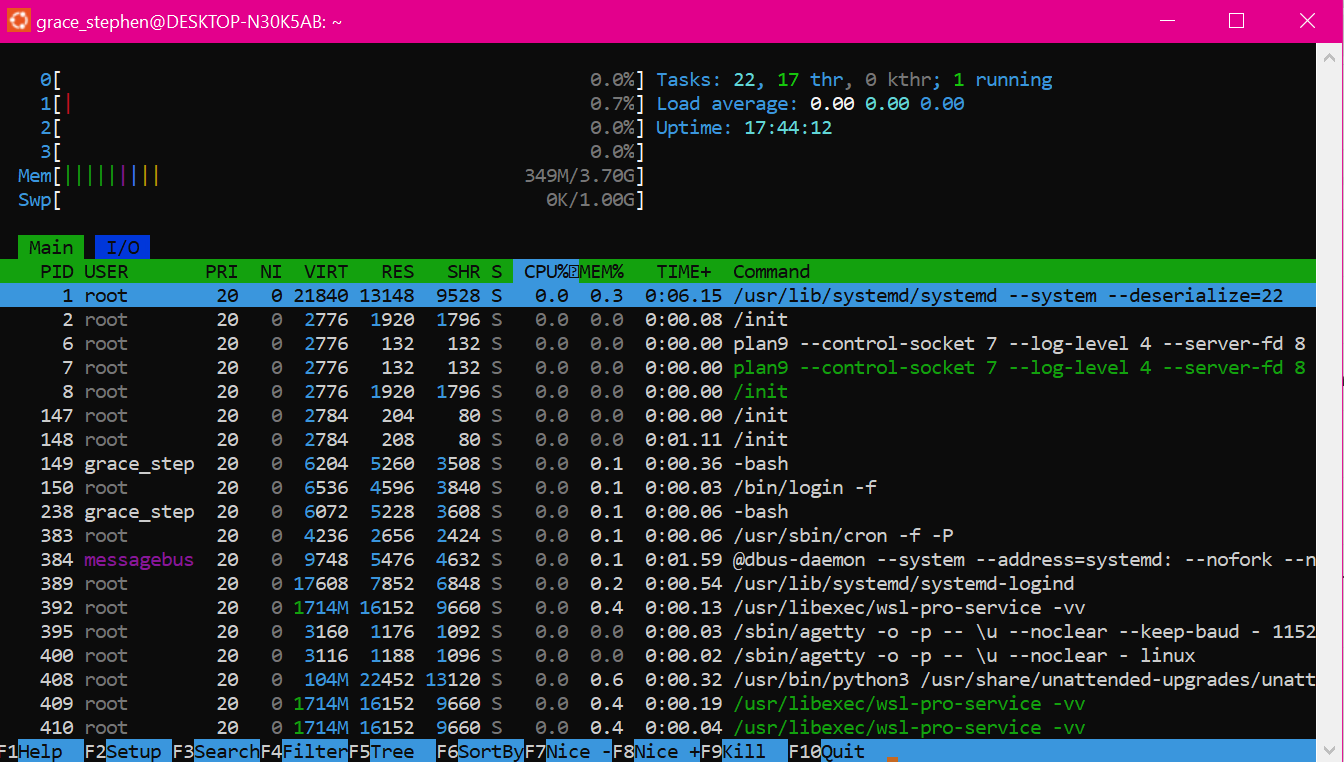 grace_stephen@DESKTOP-N30K5AB: ~
0[ 0.0%] Tasks: 22, 17 thr, 0 kthr; 1 running
1[| 0.7%] Load average: 0.00 0.00 0.00
2[ 0.0%] Uptime: 17:44:12
3[ 0.0%]
Mem[||||||||| 349M/3.70G]
Swp[ 0K/1.00G]
Main I/O
PID USER PRI NI VIRT RES SHR S CPU% MEM% TIME+ Command
1 root 20 0 21840 13148 9528 S 0.0 0.3 0:06.15 /usr/lib/systemd/systemd --system --deserialize=22
2 root 20 0 2776 1920 1796 S 0.0 0.0 0:00.08 /init
6 root 20 0 2776 132 132 S 0.0 0.0 0:00.00 plan9 --control-socket 7 --log-level 4 --server-fd 8
7 root 20 0 2776 132 132 S 0.0 0.0 0:00.00 plan9 --control-socket 7 --log-level 4 --server-fd 8
8 root 20 0 2776 1920 1796 S 0.0 0.0 0:00.00 /init
147 root 20 0 2784 204 80 S 0.0 0.0 0:00.00 /init
148 root 20 0 2784 208 80 S 0.0 0.0 0:01.11 /init
149 grace_step 20 0 6204 5260 3508 S 0.0 0.1 0:00.36 -bash
150 root 20 0 6536 4596 3840 S 0.0 0.1 0:00.03 /bin/login -f
238 grace_step 20 0 6072 5228 3608 S 0.0 0.1 0:00.06 -bash
383 root 20 0 4236 2656 2424 S 0.0 0.1 0:00.06 /usr/sbin/cron -f -P
384 messagebus 20 0 9748 5476 4632 S 0.0 0.1 0:01.59 @dbus-daemon --system --address=systemd: --nofork --n
389 root 20 0 17608 7852 6848 S 0.0 0.2 0:00.54 /usr/lib/systemd/systemd-logind
392 root 20 0 1714M 16152 9660 S 0.0 0.4 0:00.13 /usr/libexec/wsl-pro-service -vv
395 root 20 0 3160 1176 1092 S 0.0 0.0 0:00.03 /sbin/agetty -o -p -- \u --noclear --keep-baud - 1152
400 root 20 0 3116 1188 1096 S 0.0 0.0 0:00.02 /sbin/agetty -o -p -- \u --noclear - linux
408 root 20 0 104M 22452 13120 S 0.0 0.6 0:00.32 /usr/bin/python3 /usr/share/unattended-upgrades/unatt
409 root 20 0 1714M 16152 9660 S 0.0 0.4 0:00.19 /usr/libexec/wsl-pro-service -vv
410 root 20 0 1714M 16152 9660 S 0.0 0.4 0:00.04 /usr/libexec/wsl-pro-service -vv
F1Help F2Setup F3SearchF4FilterF5Tree F6SortByF7Nice -F8Nice +F9Kill F10Quit